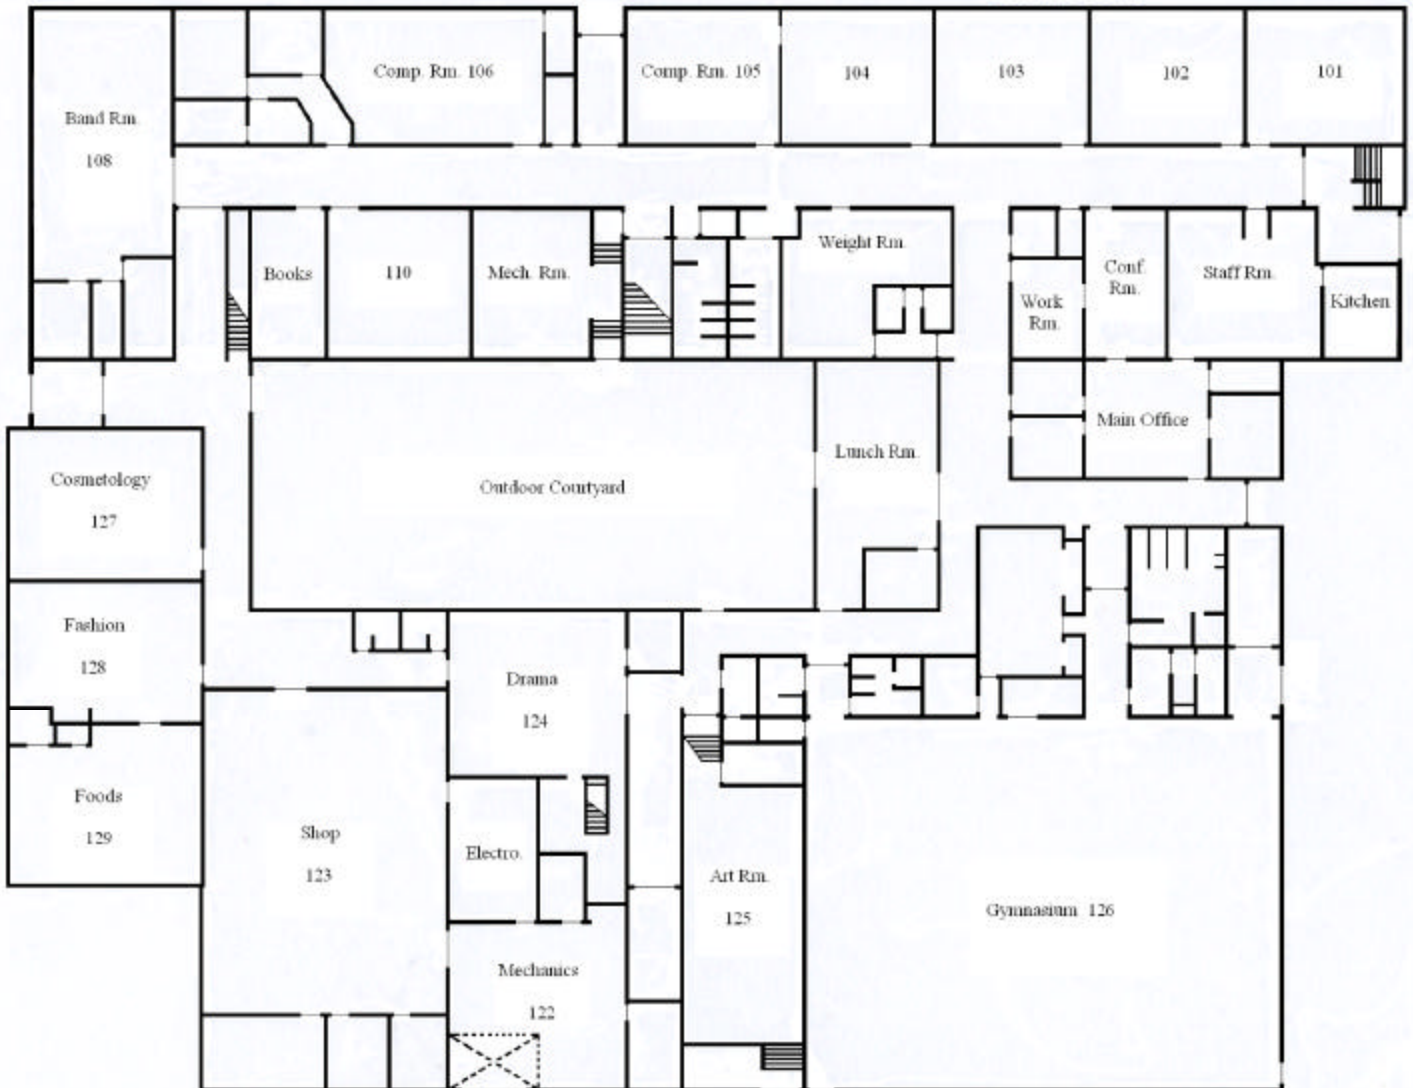 Comp. Rm. 106
Comp. Rm. 105
104
103
102
101
Band Rm.
108
Books
110
Mech. Rm.
Weight Rm.
Work
Rm.
Conf.
Rm.
Staff Rm.
Kitchen
Main Office
Lunch Rm.
Outdoor Courtyard
Cosmetology
127
Fashion
128
Foods
129
Drama
124
Shop
123
Electro.
Art Rm.
125
Gymnasium 126
Mechanics
122